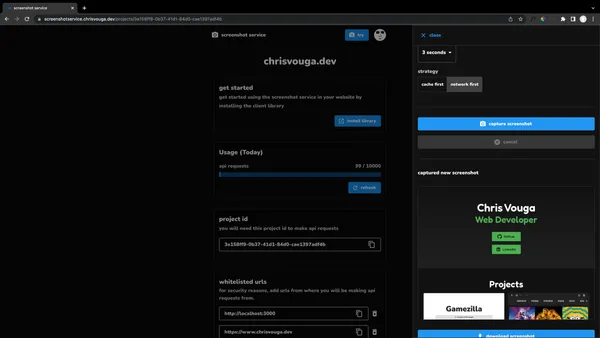 screenshot service
screenshotservice.chrisvouga.dev/projects/3e158ff9-0b37-41d1-94d0-cae1397adf4b
screenshot service
try
chrisvouga.dev
get started
get started using the screenshot service in your website by
installing the client library
install library
Usage (Today)
api requests
89 / 10000
refresh
project id
you will need this project id to make api requests
3e158ff9-0b37-41d1-94d0-cae1397adf4b
whitelisted urls
for security reasons, add urls from where you will be making api
requests from.
http://localhost:3000
https://www.chrisvouga.dev
close
3 seconds
strategy
cache first
network first
capture screenshot
cancel
captured new screenshot
Chris Vouga
Web Developer
GitHub
LinkedIn
Projects
Gamezilla
download screenshot